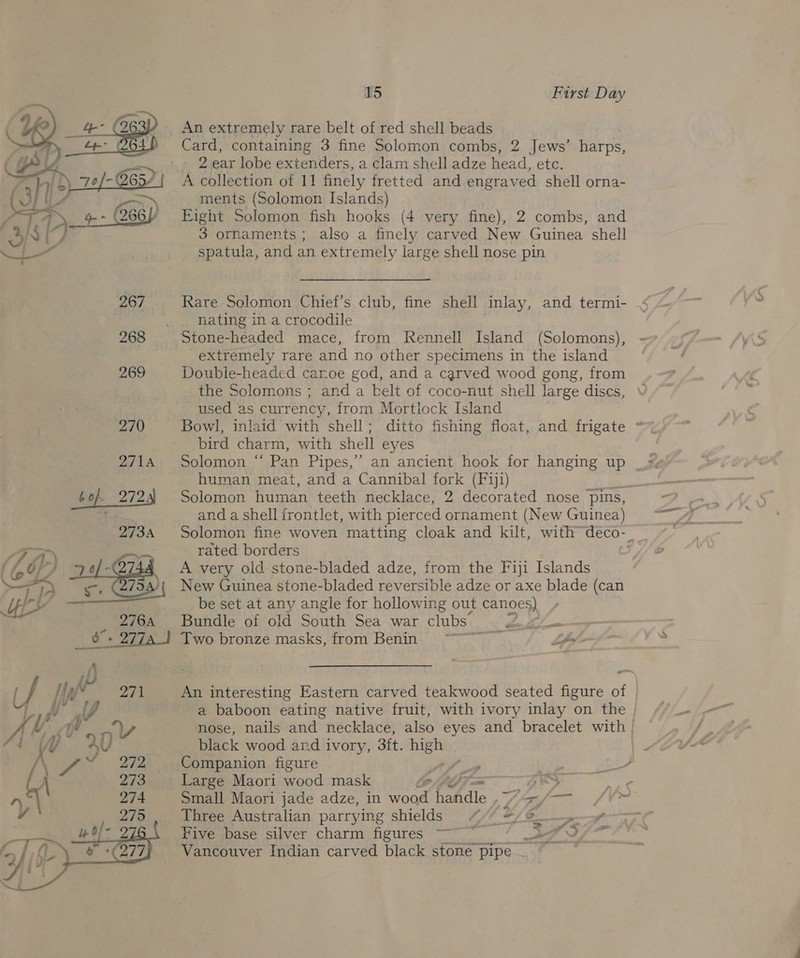 15 First Day
4- 263 An extremely rare belt of red shell beads
4- 264 Card, containing 3 fine Solomon combs, 2 Jews’ harps,
2 ear lobe extenders, a clam shell adze head, etc.
70/- 265 A collection of 11 finely fretted and engraved shell orna-
ments (Solomon Islands)
4- 266 Eight Solomon fish hooks (4 very fine), 2 combs, and
3 ornaments ; also a finely carved New Guinea shell
spatula, and an extremely large shell nose pin
267 Rare Solomon Chief’s club, fine shell inlay, and termi-
nating in a crocodile
268 Stone-headed mace, from Rennell Island (Solomons),
extremely rare and no other specimens in the island
269 Double-headed canoe god, and a carved wood gong, from
the Solomons ; and a belt of coco-nut shell large discs,
used as currency, from Mortlock Island
270 Bowl, inlaid with shell ; ditto fishing float, and frigate
bird charm, with shell eyes
271A Solomon “ Pan Pipes,” an ancient hook for hanging up
human meat, and a Cannibal fork (Fiji)
272A Solomon human teeth necklace, 2 decorated nose pins,
and a shell frontlet, with pierced ornament (New Guinea)
273A Solomon fine woven matting cloak and kilt, with deco-
rated borders
274A A very old stone-bladed adze, from the Fiji Islands
275A New Guinea stone-bladed reversible adze or axe blade (can
be set at any angle for hollowing out canoes)
276A Bundle of old South Sea war clubs
277A Two bronze masks, from Benin
271 An interesting Eastern carved teakwood seated figure of
a baboon eating native fruit, with ivory inlay on the
nose, nails and necklace, also eyes and bracelet with
black wood and ivory, 3ft. high
272 Companion figure
273 Large Maori wood mask
274 Small Maori jade adze, in wood handle
275 Three Australian parrying shields
276 Five base silver charm figures
277 Vancouver Indian carved black stone pipe